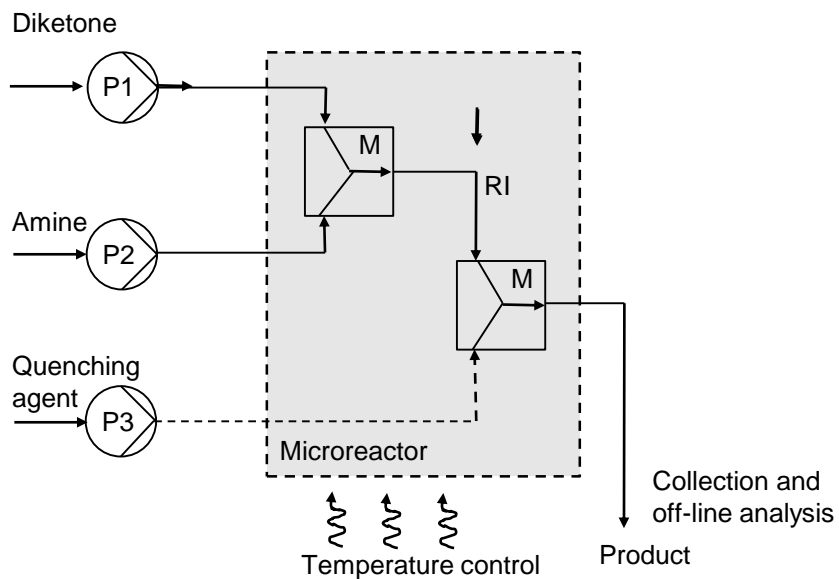 Diketone
P1
M
RI
Amine
P2
M
Quenching
agent
P3
Microreactor
Collection and
off-line analysis
Temperature control
Product